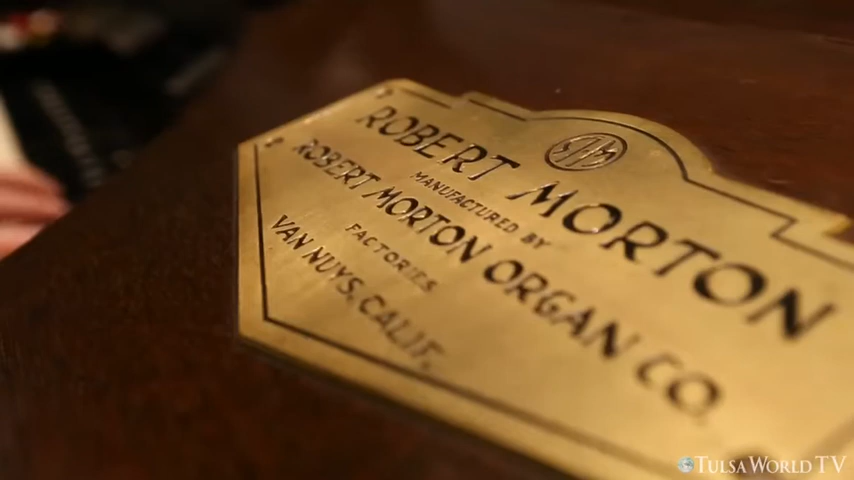 ROBERT MORTON
MANUFACTURED BY
ROBERT MORTON ORGAN CO.
FACTORIES
VAN NUYS, CALIF.
TULSA WORLD TV